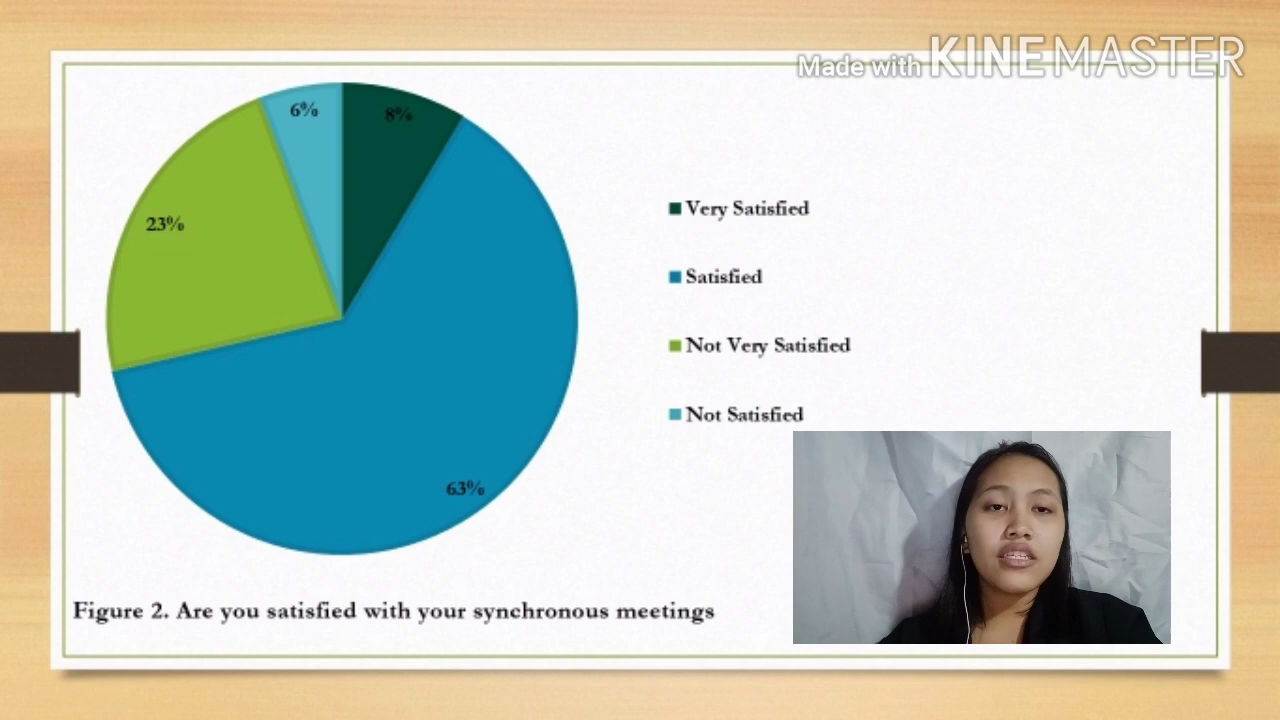 Made with KINEMASTER
6%
8%
23%
63%
Very Satisfied
Satisfied
Not Very Satisfied
Not Satisfied
Figure 2. Are you satisfied with your synchronous meetings